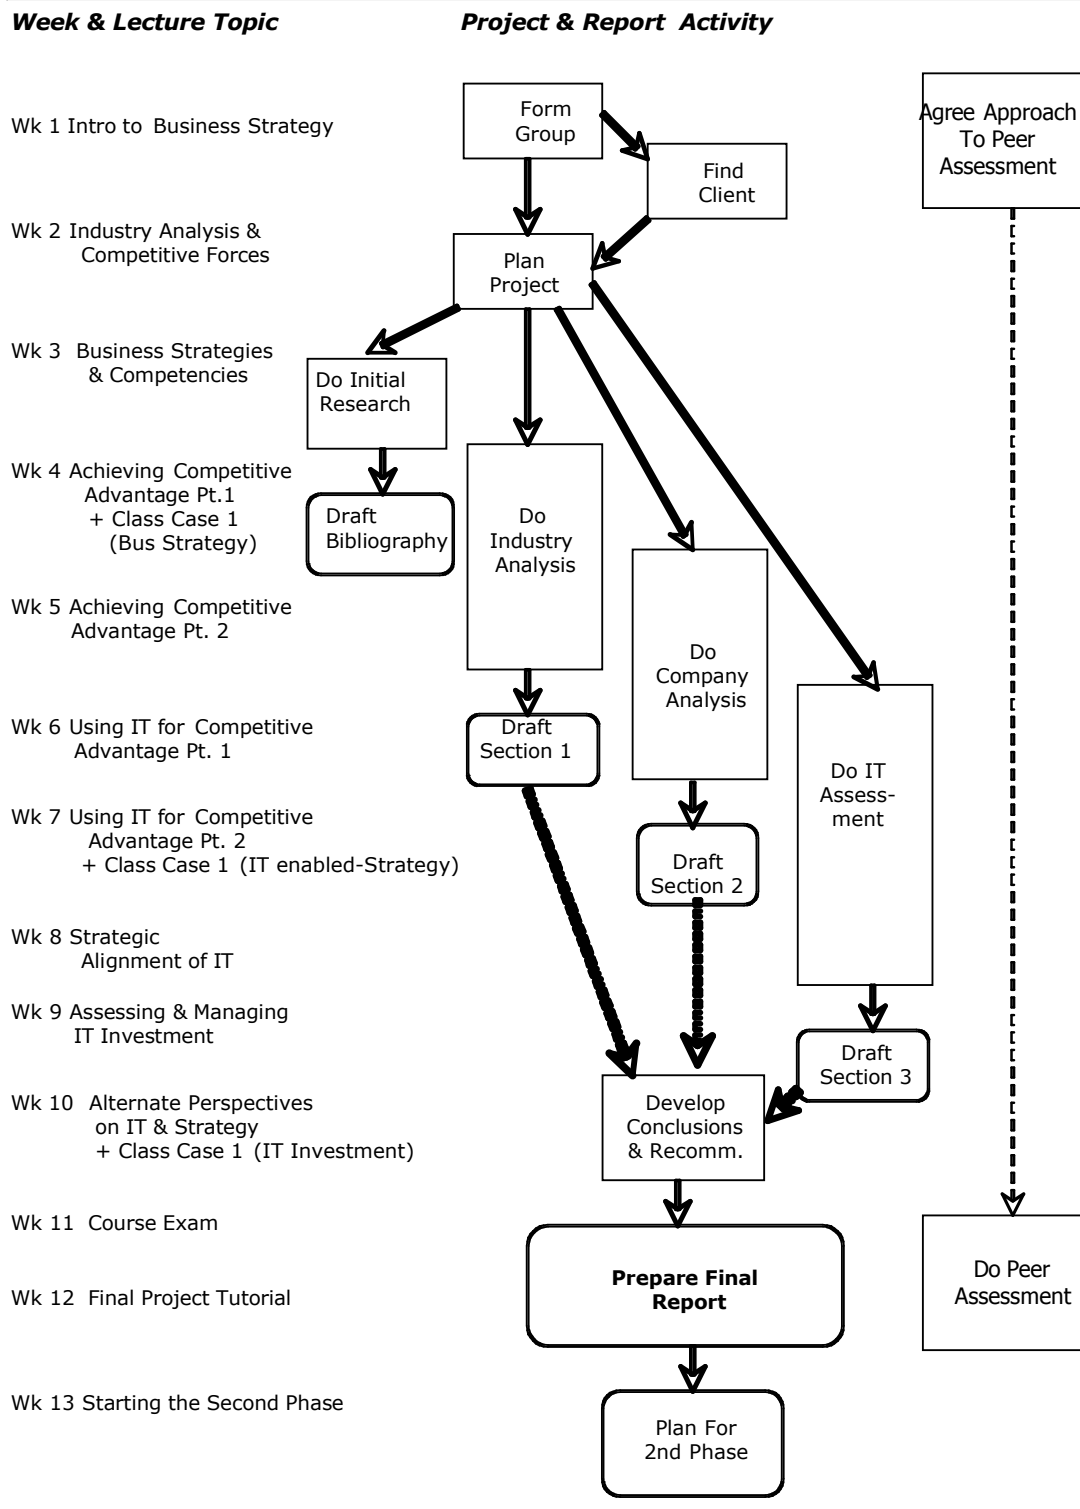 Week & Lecture Topic
Project & Report Activity
Wk 1 Intro to Business Strategy
Wk 2 Industry Analysis &
Competitive Forces
Wk 3 Business Strategies
& Competencies
Wk 4 Achieving Competitive
Advantage Pt.1
+ Class Case 1
(Bus Strategy)
Wk 5 Achieving Competitive
Advantage Pt. 2
Wk 6 Using IT for Competitive
Advantage Pt. 1
Wk 7 Using IT for Competitive
Advantage Pt. 2
+ Class Case 1 (IT enabled-Strategy)
Wk 8 Strategic
Alignment of IT
Wk 9 Assessing & Managing
IT Investment
Wk 10 Alternate Perspectives
on IT & Strategy
+ Class Case 1 (IT Investment)
Wk 11 Course Exam
Wk 12 Final Project Tutorial
Wk 13 Starting the Second Phase
Form
Group
Find
Client
Plan
Project
Do Initial
Research
Draft
Bibliography
Do
Industry
Analysis
Draft
Section 1
Do
Company
Analysis
Draft
Section 2
Do IT
Assess-
ment
Draft
Section 3
Develop
Conclusions
& Recomm.
Prepare Final
Report
Plan For
2nd Phase
Agree Approach
To Peer
Assessment
Do Peer
Assessment